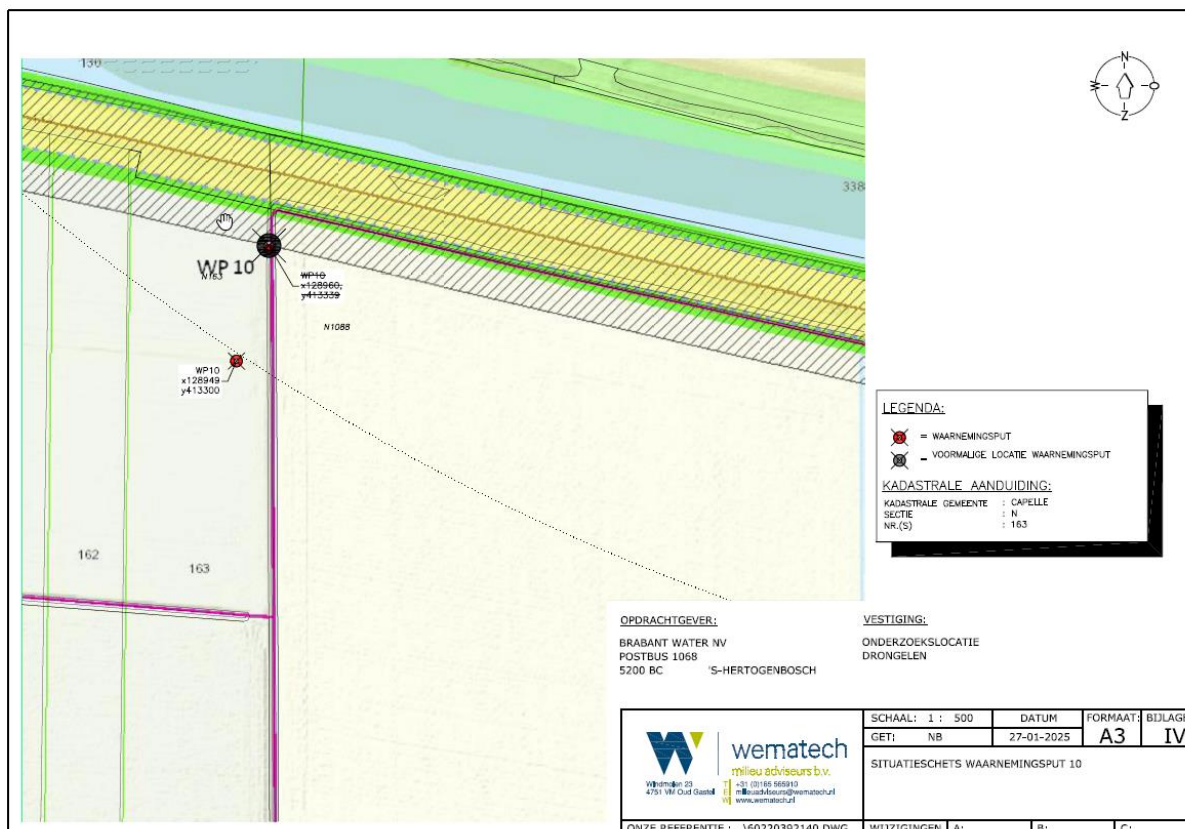 130
N
W
O
Z
338
WP 10
N163
WP10
x128960,
y413339
N1088
WP10
x128949
y413300
162
163
LEGENDA:
= WAARNEMINGSPUT
= VOORMALIGE LOCATIE WAARNEMINGSPUT
KADASTRALE AANDUIDING:
KADASTRALE GEMEENTE : CAPELLE
SECTIE : N
NR.(S) : 163
OPDRACHTGEVER:
BRABANT WATER NV
POSTBUS 1068
5200 BC 'S-HERTOGENBOSCH
VESTIGING:
ONDERZOEKSLOCATIE
DRONGELEN
wematech
milieu adviseurs b.v.
Windmolen 23
4751 VM Oud Gastel
T +31 (0)165 565910
E milieuadviseurs@wematech.nl
W www.wematech.nl
SCHAAL: 1 : 500
DATUM
FORMAAT:
BIJLAGE
GET: NB
27-01-2025
A3
IV
SITUATIESCHETS WAARNEMINGSPUT 10
ONZE REFERENTIE : \60220392140.DWG
WIJZIGINGEN
A:
B:
C: